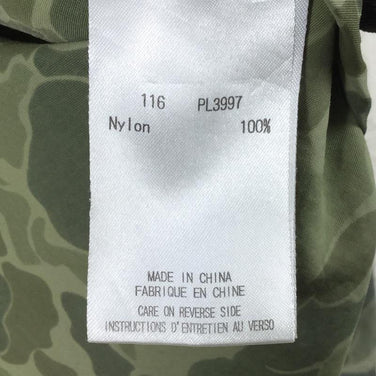 116 PL3997
Nylon 100%
MADE IN CHINA
FABRIQUE EN CHINE
CARE ON REVERSE SIDE
INSTRUCTIONS D'ENTRETIEN AU VERSO